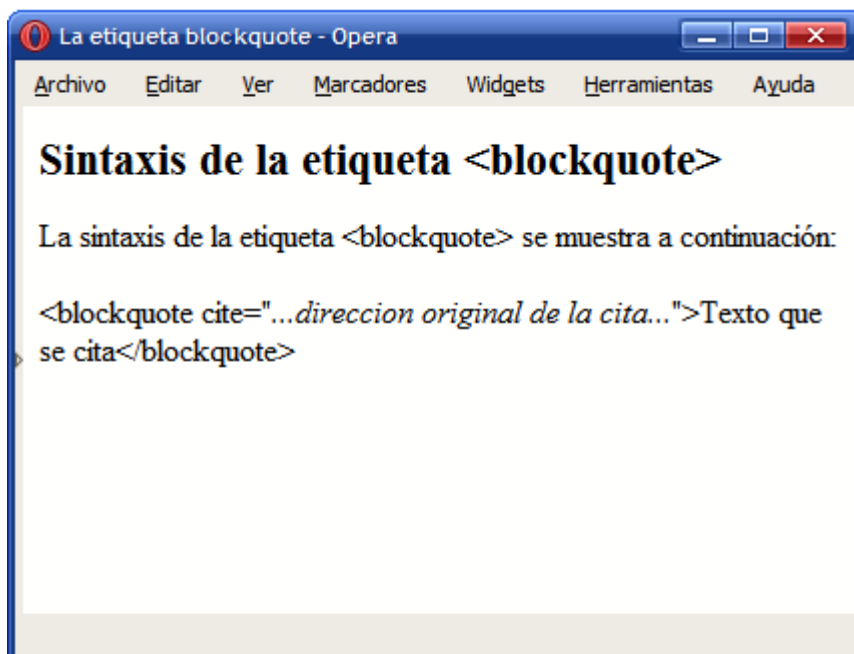 La etiqueta blockquote - Opera
Archivo Editar Ver Marcadores Widgets Herramientas Ayuda
Sintaxis de la etiqueta <blockquote>
La sintaxis de la etiqueta <blockquote> se muestra a continuación:
<blockquote cite="...direccion original de la cita...">Texto que
se cita</blockquote>